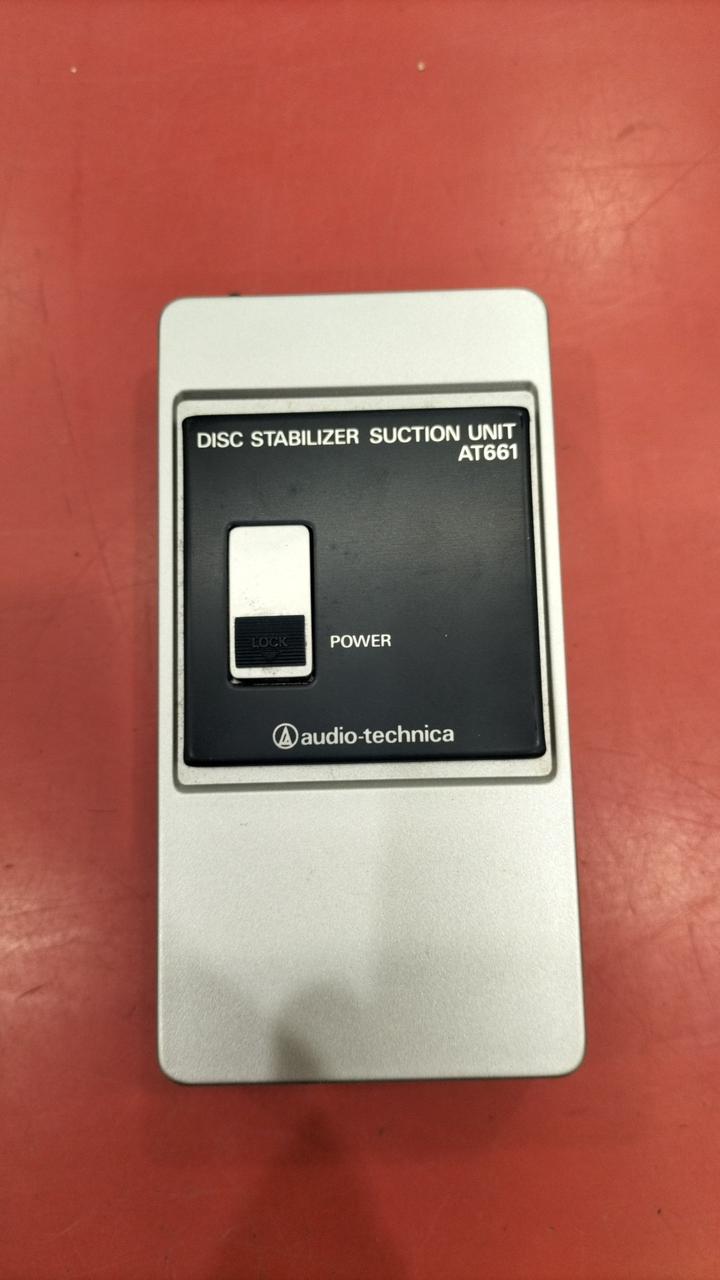 DISC STABILIZER SUCTION UNIT
AT661
LOCK
POWER
audio-technica